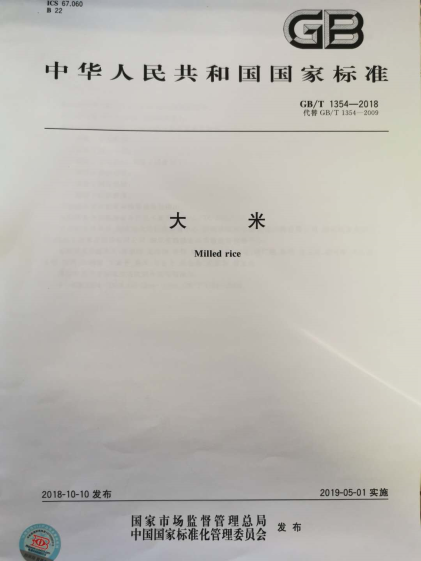 ICS 67.060
B 22
GB
中华人民共和国国家标准
GB/T 1354—2018
代替 GB/T 1354—2009
大 米
Milled rice
2018-10-10 发布
2019-05-01 实施
国家市场监督管理总局
中国国家标准化管理委员会
发布